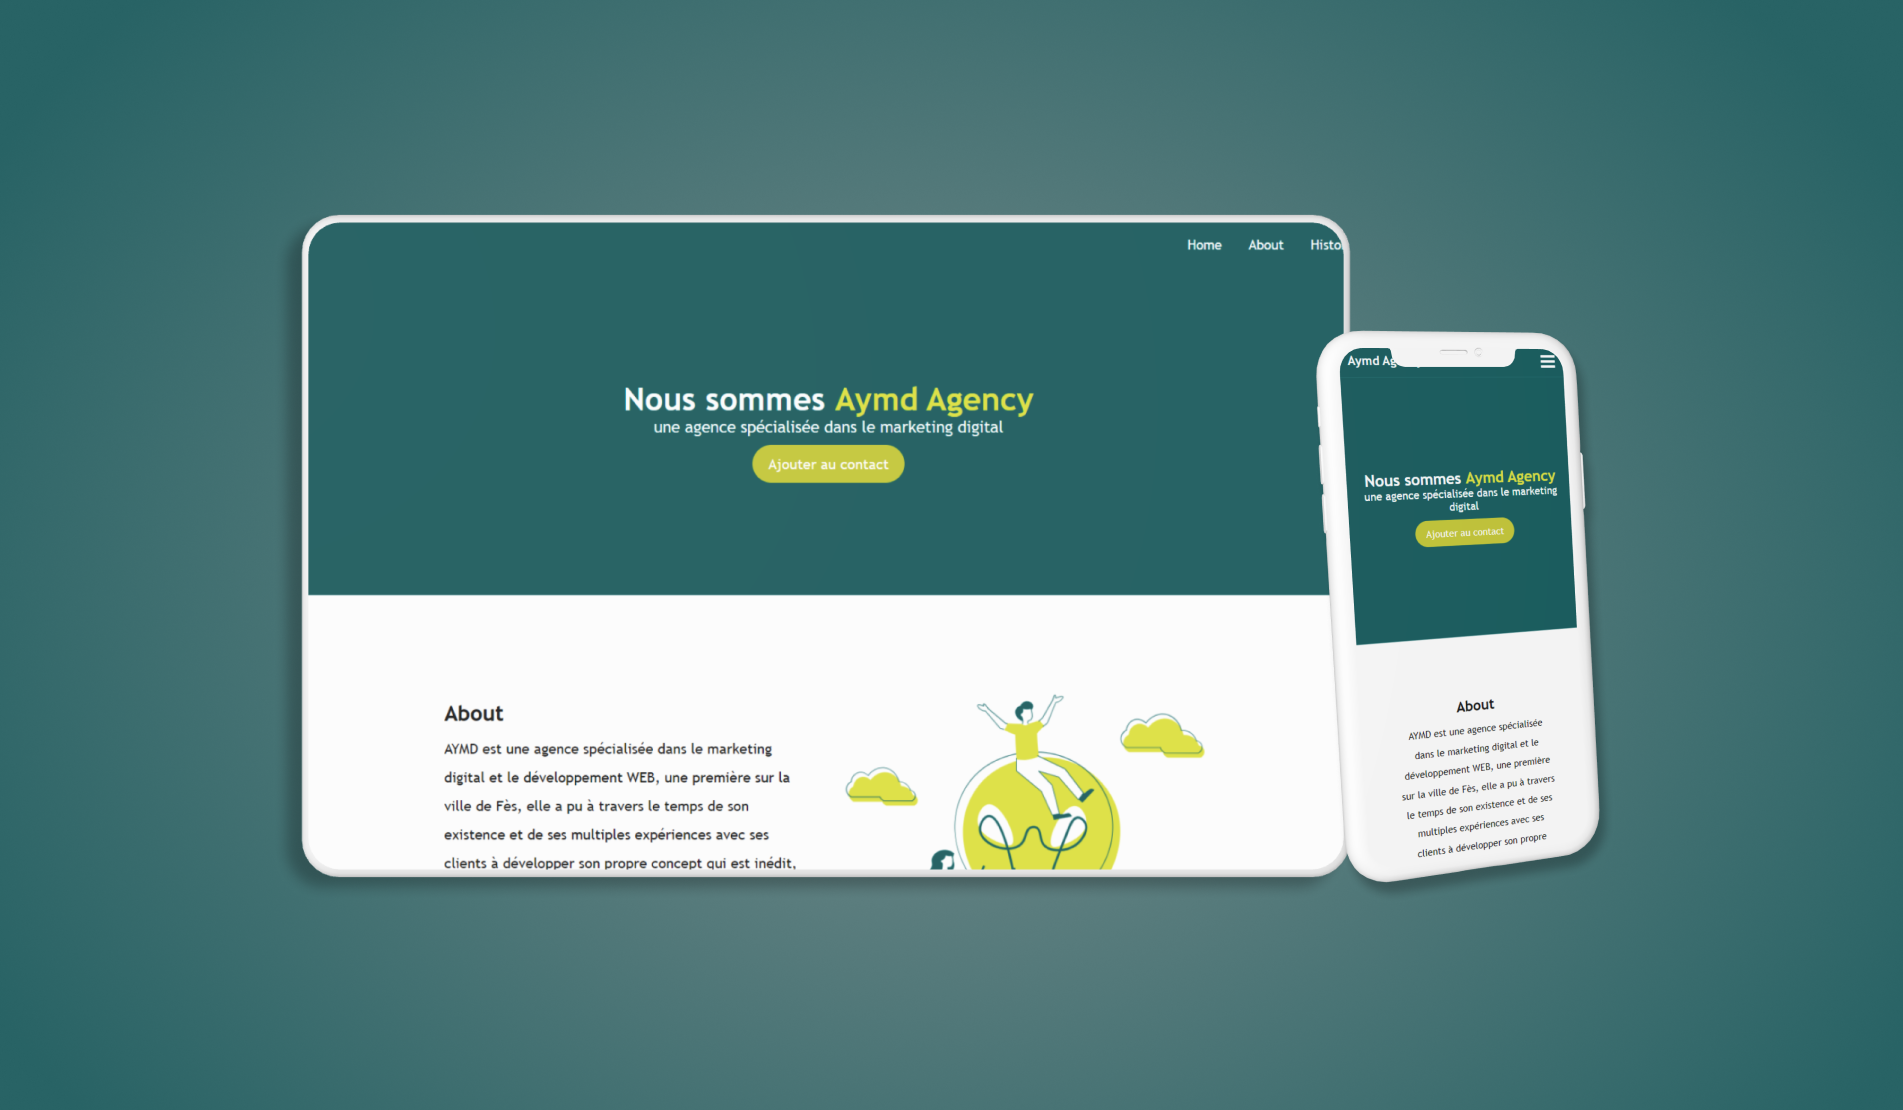 Home About Histo
Nous sommes Aymd Agency
une agence spécialisée dans le marketing digital
Ajouter au contact
About
AYMD est une agence spécialisée dans le marketing
digital et le développement WEB, une première sur la
ville de Fès, elle a pu à travers le temps de son
existence et de ses multiples expériences avec ses
clients à développer son propre concept qui est inédit,
Aymd Ag
Nous sommes Aymd Agency
une agence spécialisée dans le marketing
digital
Ajouter au contact
About
AYMD est une agence spécialisée
dans le marketing digital et le
développement WEB, une première
sur la ville de Fès, elle a pu à travers
le temps de son existence et de ses
multiples expériences avec ses
clients à développer son propre